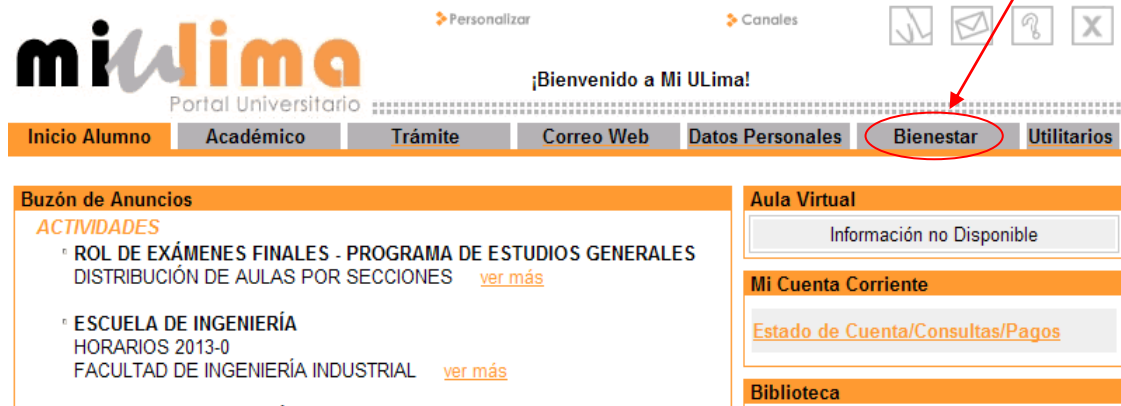 Personalizar
Canales
miulima
Portal Universitario
¡Bienvenido a Mi ULima!
Inicio Alumno Académico Trámite Correo Web Datos Personales Bienestar Utilitarios
Buzón de Anuncios
ACTIVIDADES
ROL DE EXÁMENES FINALES - PROGRAMA DE ESTUDIOS GENERALES
DISTRIBUCIÓN DE AULAS POR SECCIONES ver más
ESCUELA DE INGENIERÍA
HORARIOS 2013-0
FACULTAD DE INGENIERÍA INDUSTRIAL ver más
Aula Virtual
Información no Disponible
Mi Cuenta Corriente
Estado de Cuenta/Consultas/Pagos
Biblioteca